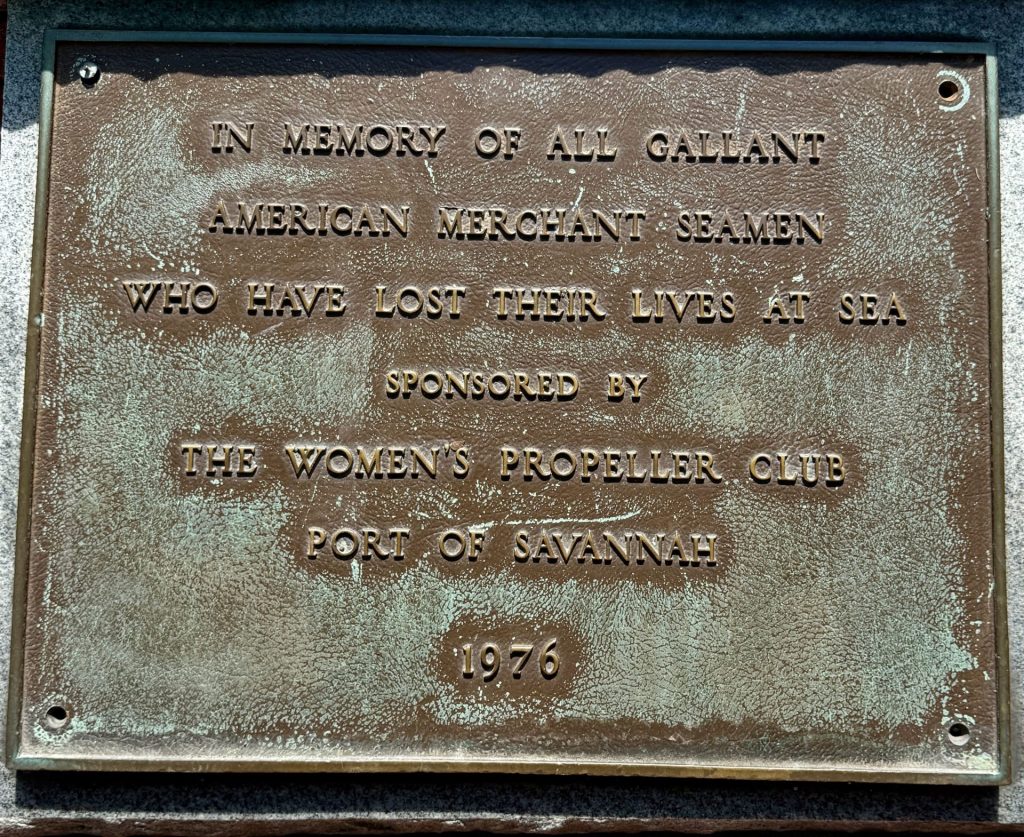 IN MEMORY OF ALL GALLANT
AMERICAN MERCHANT SEAMEN
WHO HAVE LOST THEIR LIVES AT SEA
SPONSORED BY
THE WOMEN'S PROPELLER CLUB
PORT OF SAVANNAH
1976